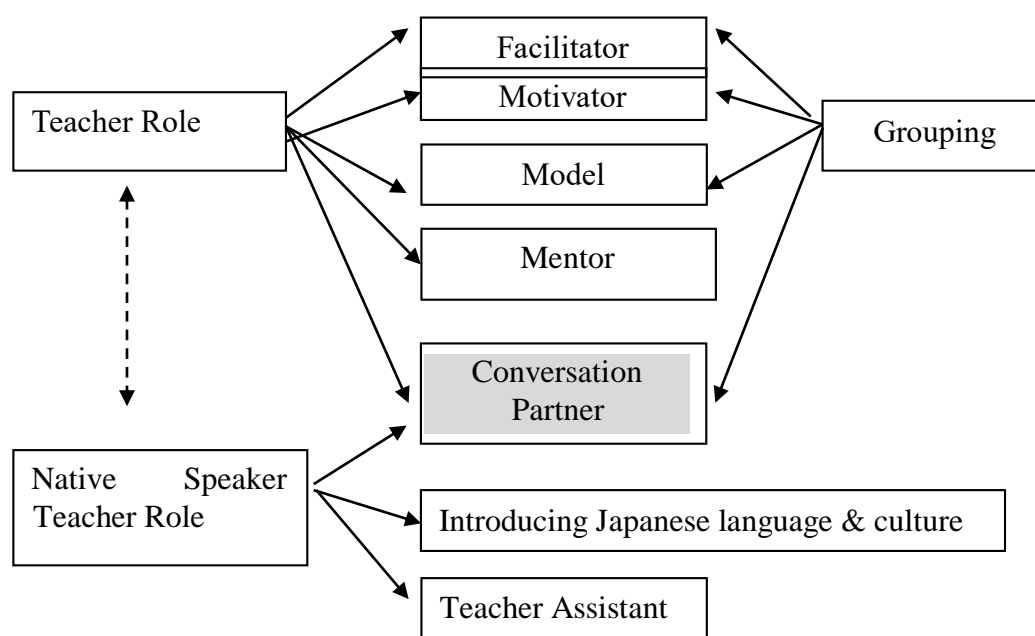 Facilitator
Motivator
Teacher Role
Grouping
Model
Mentor
Conversation
Partner
Native Speaker
Teacher Role
Introducing Japanese language & culture
Teacher Assistant